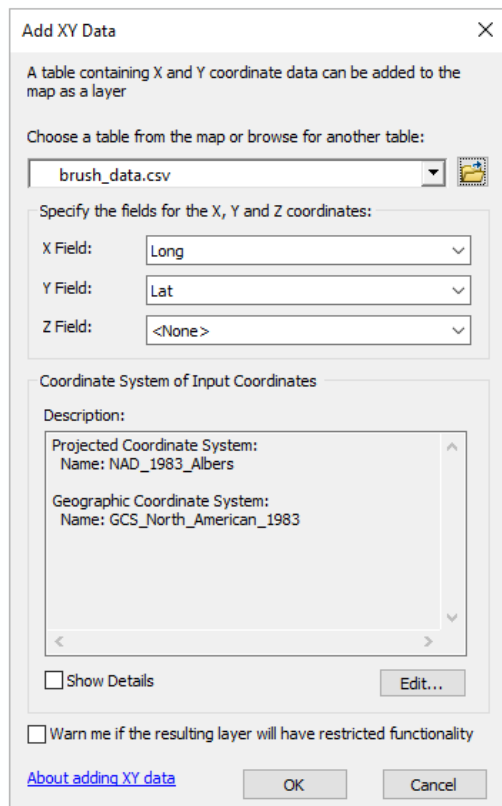 Add XY Data
A table containing X and Y coordinate data can be added to the
map as a layer
Choose a table from the map or browse for another table:
brush_data.csv
Specify the fields for the X, Y and Z coordinates:
X Field: Long
Y Field: Lat
Z Field: <None>
Coordinate System of Input Coordinates
Description:
Projected Coordinate System:
Name: NAD_1983_Albers
Geographic Coordinate System:
Name: GCS_North_American_1983
Show Details
Edit...
Warn me if the resulting layer will have restricted functionality
About adding XY data
OK
Cancel